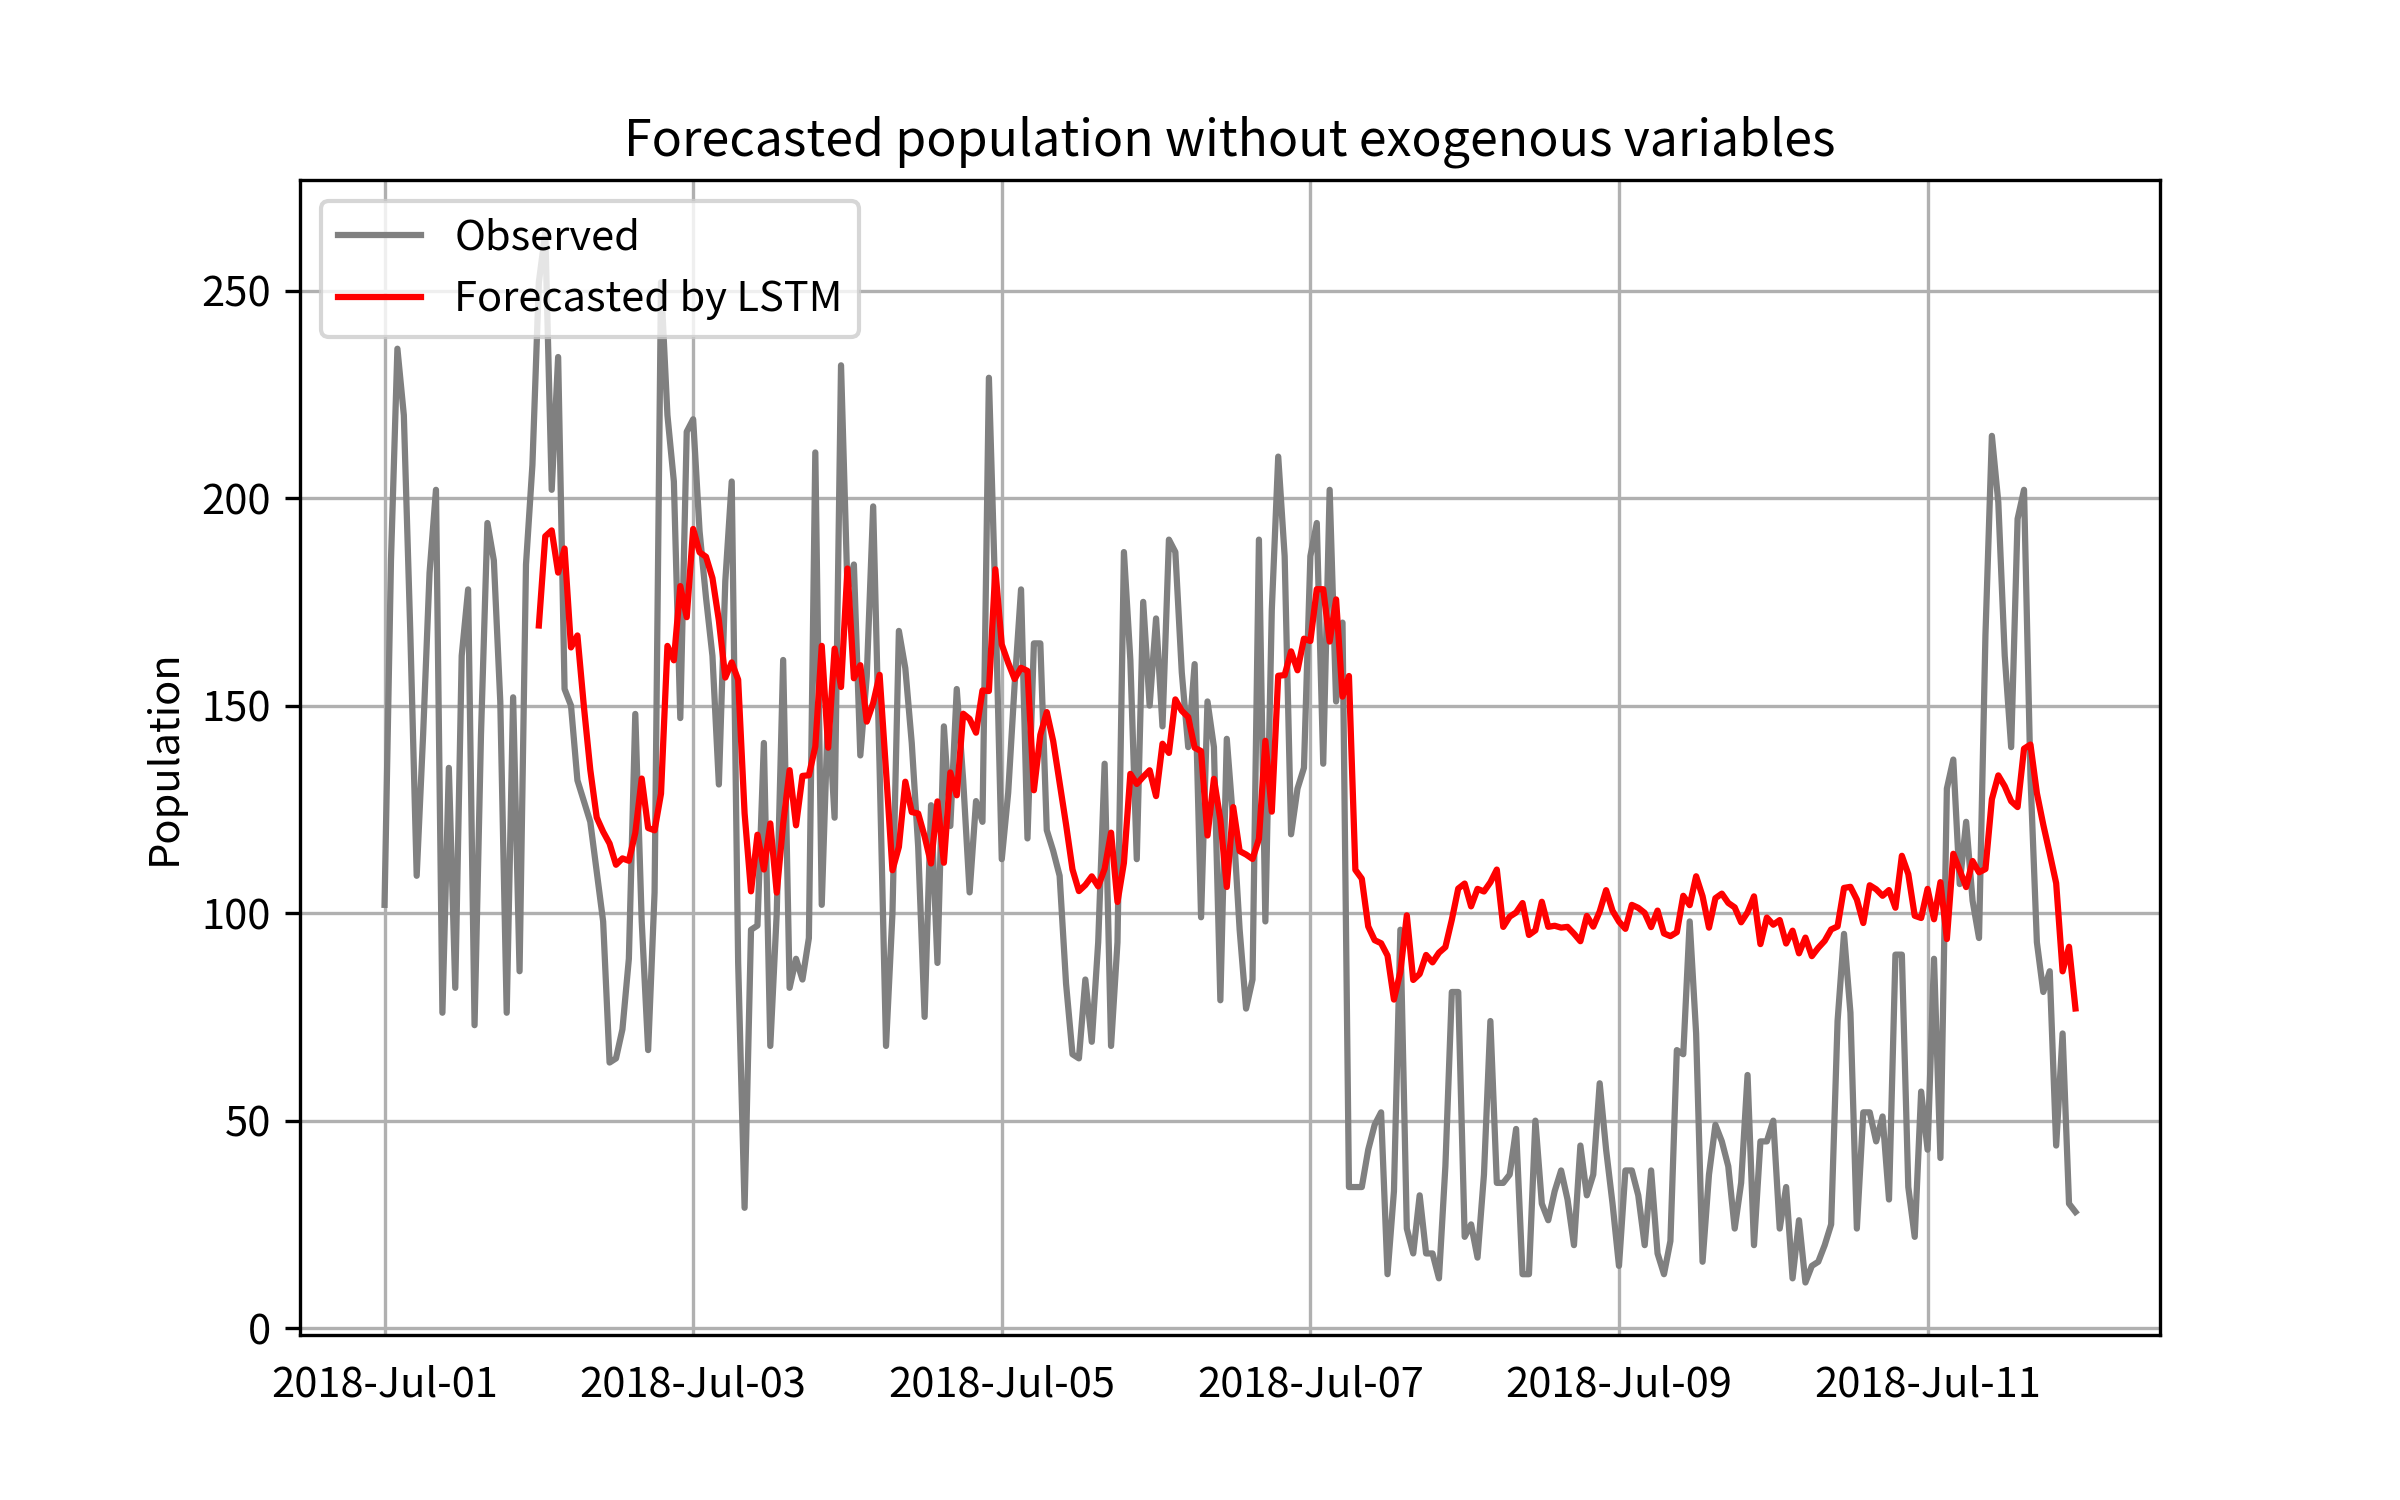 Forecasted population without exogenous variables
Observed
Forecasted by LSTM
Population
250
200
150
100
50
0
2018-Jul-01 2018-Jul-03 2018-Jul-05 2018-Jul-07 2018-Jul-09 2018-Jul-11